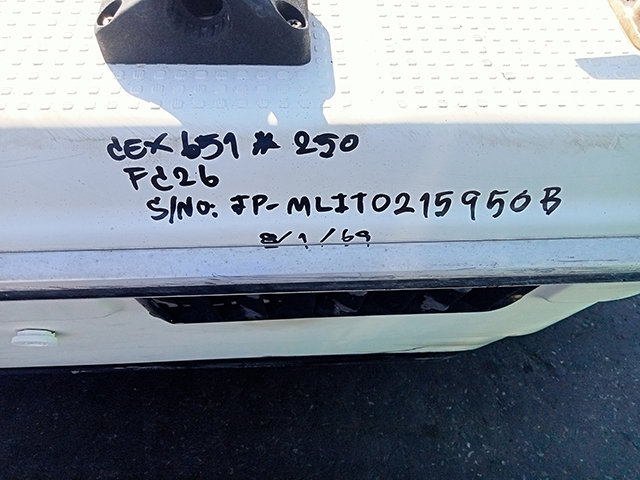 CEX 651 * 250
FC26
S/NO. JP-MLIT0215950B
8/1/69